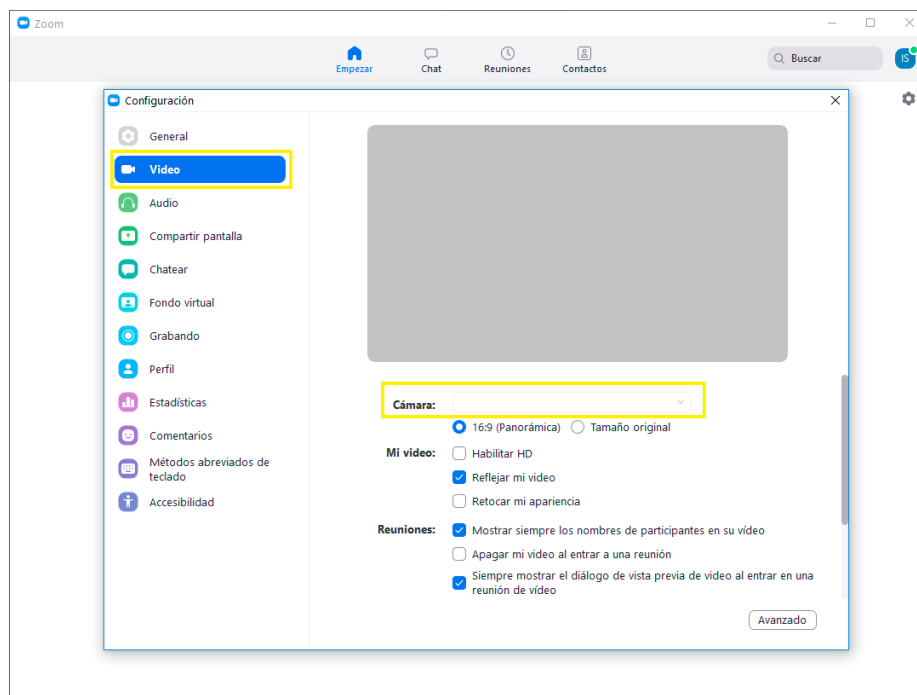 Zoom
Empezar
Chat
Reuniones
Contactos
Buscar
IS
Configuración
General
Video
Audio
Compartir pantalla
Chatear
Fondo virtual
Grabando
Perfil
Estadísticas
Comentarios
Métodos abreviados de
teclado
Accesibilidad
Cámara:
16:9 (Panorámica)
Tamaño original
Mi video:
Habilitar HD
Reflejar mi video
Retocar mi apariencia
Reuniones:
Mostrar siempre los nombres de participantes en su vídeo
Apagar mi video al entrar a una reunión
Siempre mostrar el diálogo de vista previa de video al entrar en una
reunión de vídeo
Avanzado